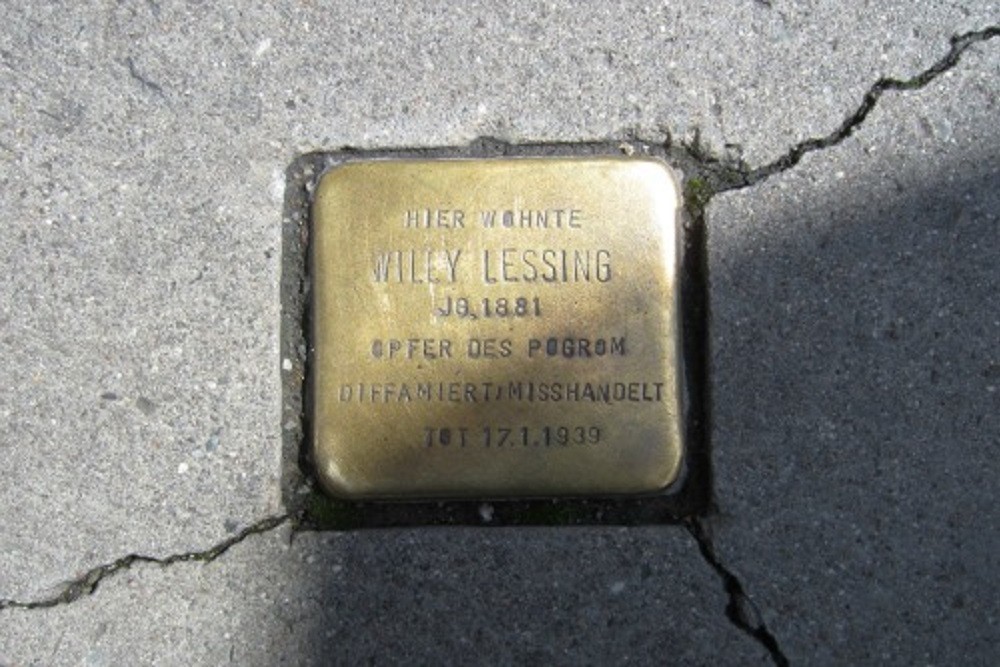 HIER WOHNTE
WILLY LESSING
JG.1881
OPFER DES POGROM
DIFFAMIERT/MISSHANDELT
TOT 17.1.1939